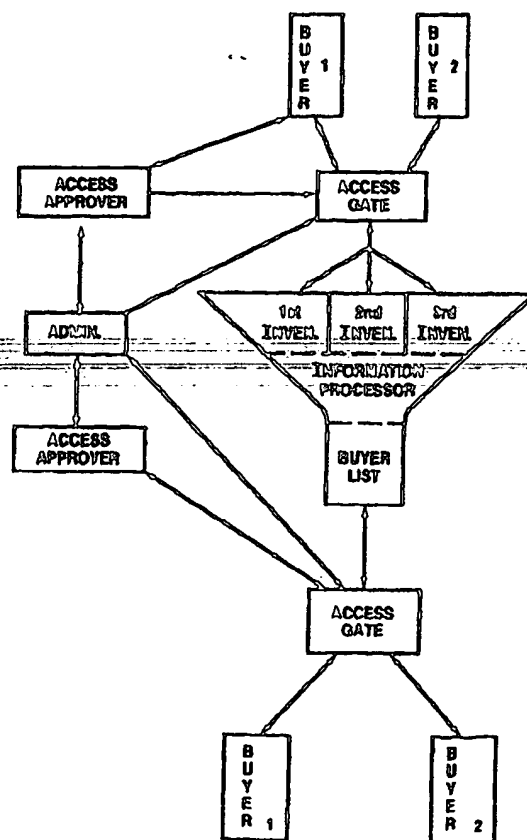 BUYER 1
BUYER 2
ACCESS
APPROVER
ACCESS
GATE
1st
INVEN.
2nd
INVEN.
3rd
INVEN.
ADMIN.
INFORMATION
PROCESSOR
ACCESS
APPROVER
BUYER
LIST
ACCESS
GATE
BUYER 1
BUYER 2